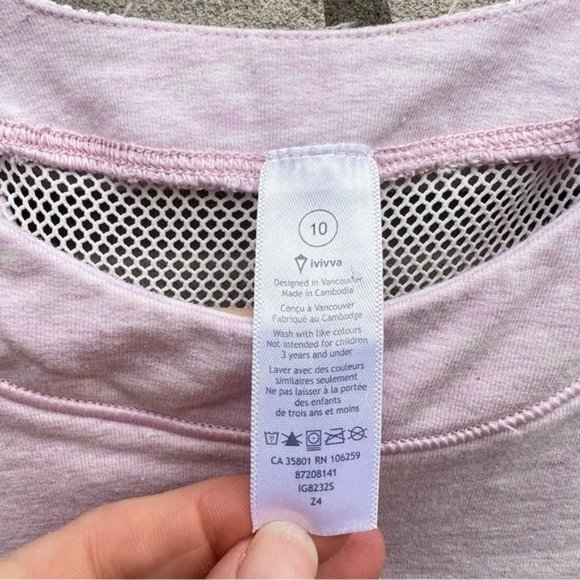 10
ivivva
Designed in Vancouver
Made in Cambodia
Conçu à Vancouver
Fabriqué au Cambodge
Wash with like colours
Not intended for children
3 years and under
Laver avec des couleurs
similaires seulement
Ne pas laisser à la portée
des enfants
de trois ans et moins
CA 35801 RN 106259
87208141
IG8232S
Z4